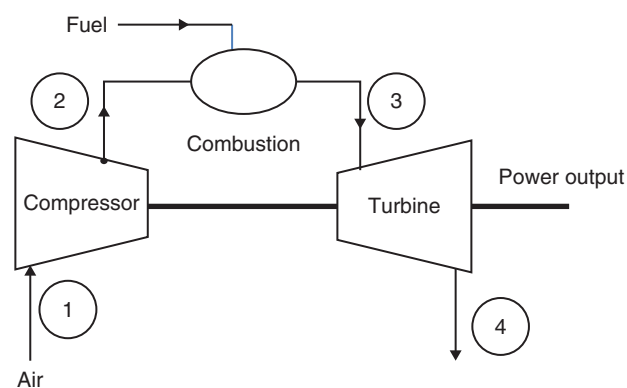 Fuel
2
3
Combustion
Compressor
Turbine
Power output
1
4
Air